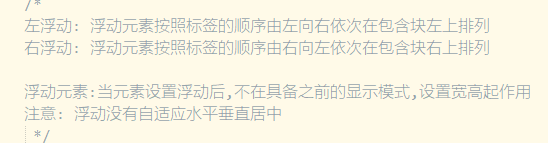 /*
左浮动: 浮动元素按照标签的顺序由左向右依次在包含块左上排列
右浮动: 浮动元素按照标签的顺序由右向左依次在包含块右上排列
浮动元素:当元素设置浮动后,不在具备之前的显示模式,设置宽高起作用
注意: 浮动没有自适应水平垂直居中
*/